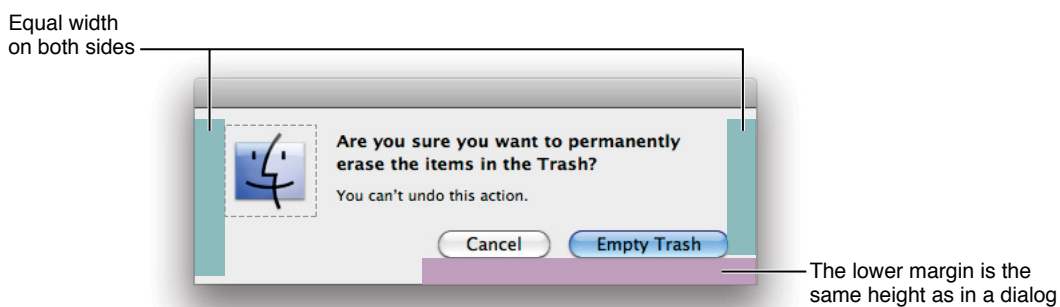 Equal width
on both sides
Are you sure you want to permanently
erase the items in the Trash?
You can't undo this action.
Cancel
Empty Trash
The lower margin is the
same height as in a dialog